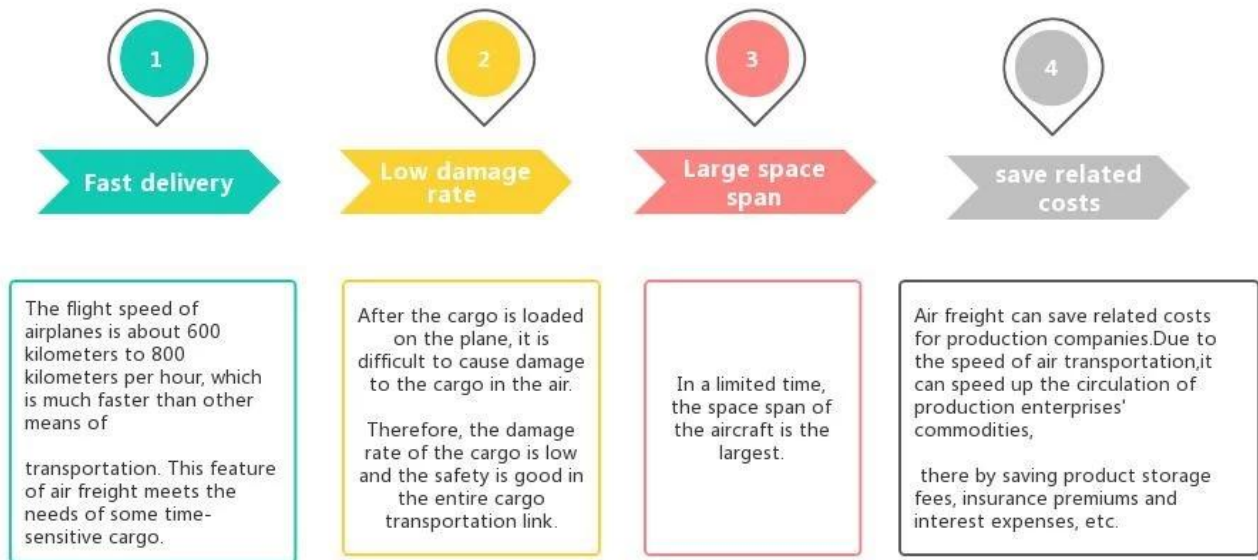 1
Fast delivery
The flight speed of
airplanes is about 600
kilometers to 800
kilometers per hour, which
is much faster than other
means of
transportation. This feature
of air freight meets the
needs of some time-
sensitive cargo.
2
Low damage
rate
After the cargo is loaded
on the plane, it is
difficult to cause damage
to the cargo in the air.
Therefore, the damage
rate of the cargo is low
and the safety is good in
the entire cargo
transportation link.
3
Large space
span
In a limited time,
the space span of
the aircraft is the
largest.
4
save related
costs
Air freight can save related costs
for production companies.Due to
the speed of air transportation,it
can speed up the circulation of
production enterprises'
commodities,
there by saving product storage
fees, insurance premiums and
interest expenses, etc.